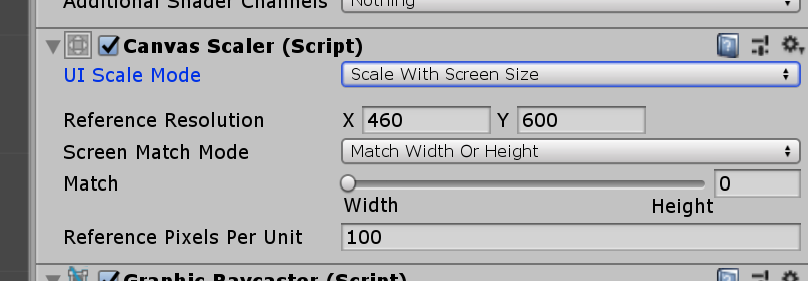 Additional Shader Channels Nothing
Canvas Scaler (Script)
UI Scale Mode Scale With Screen Size
Reference Resolution X 460 Y 600
Screen Match Mode Match Width Or Height
Match 0
Width Height
Reference Pixels Per Unit 100
Graphic Raycaster (Script)